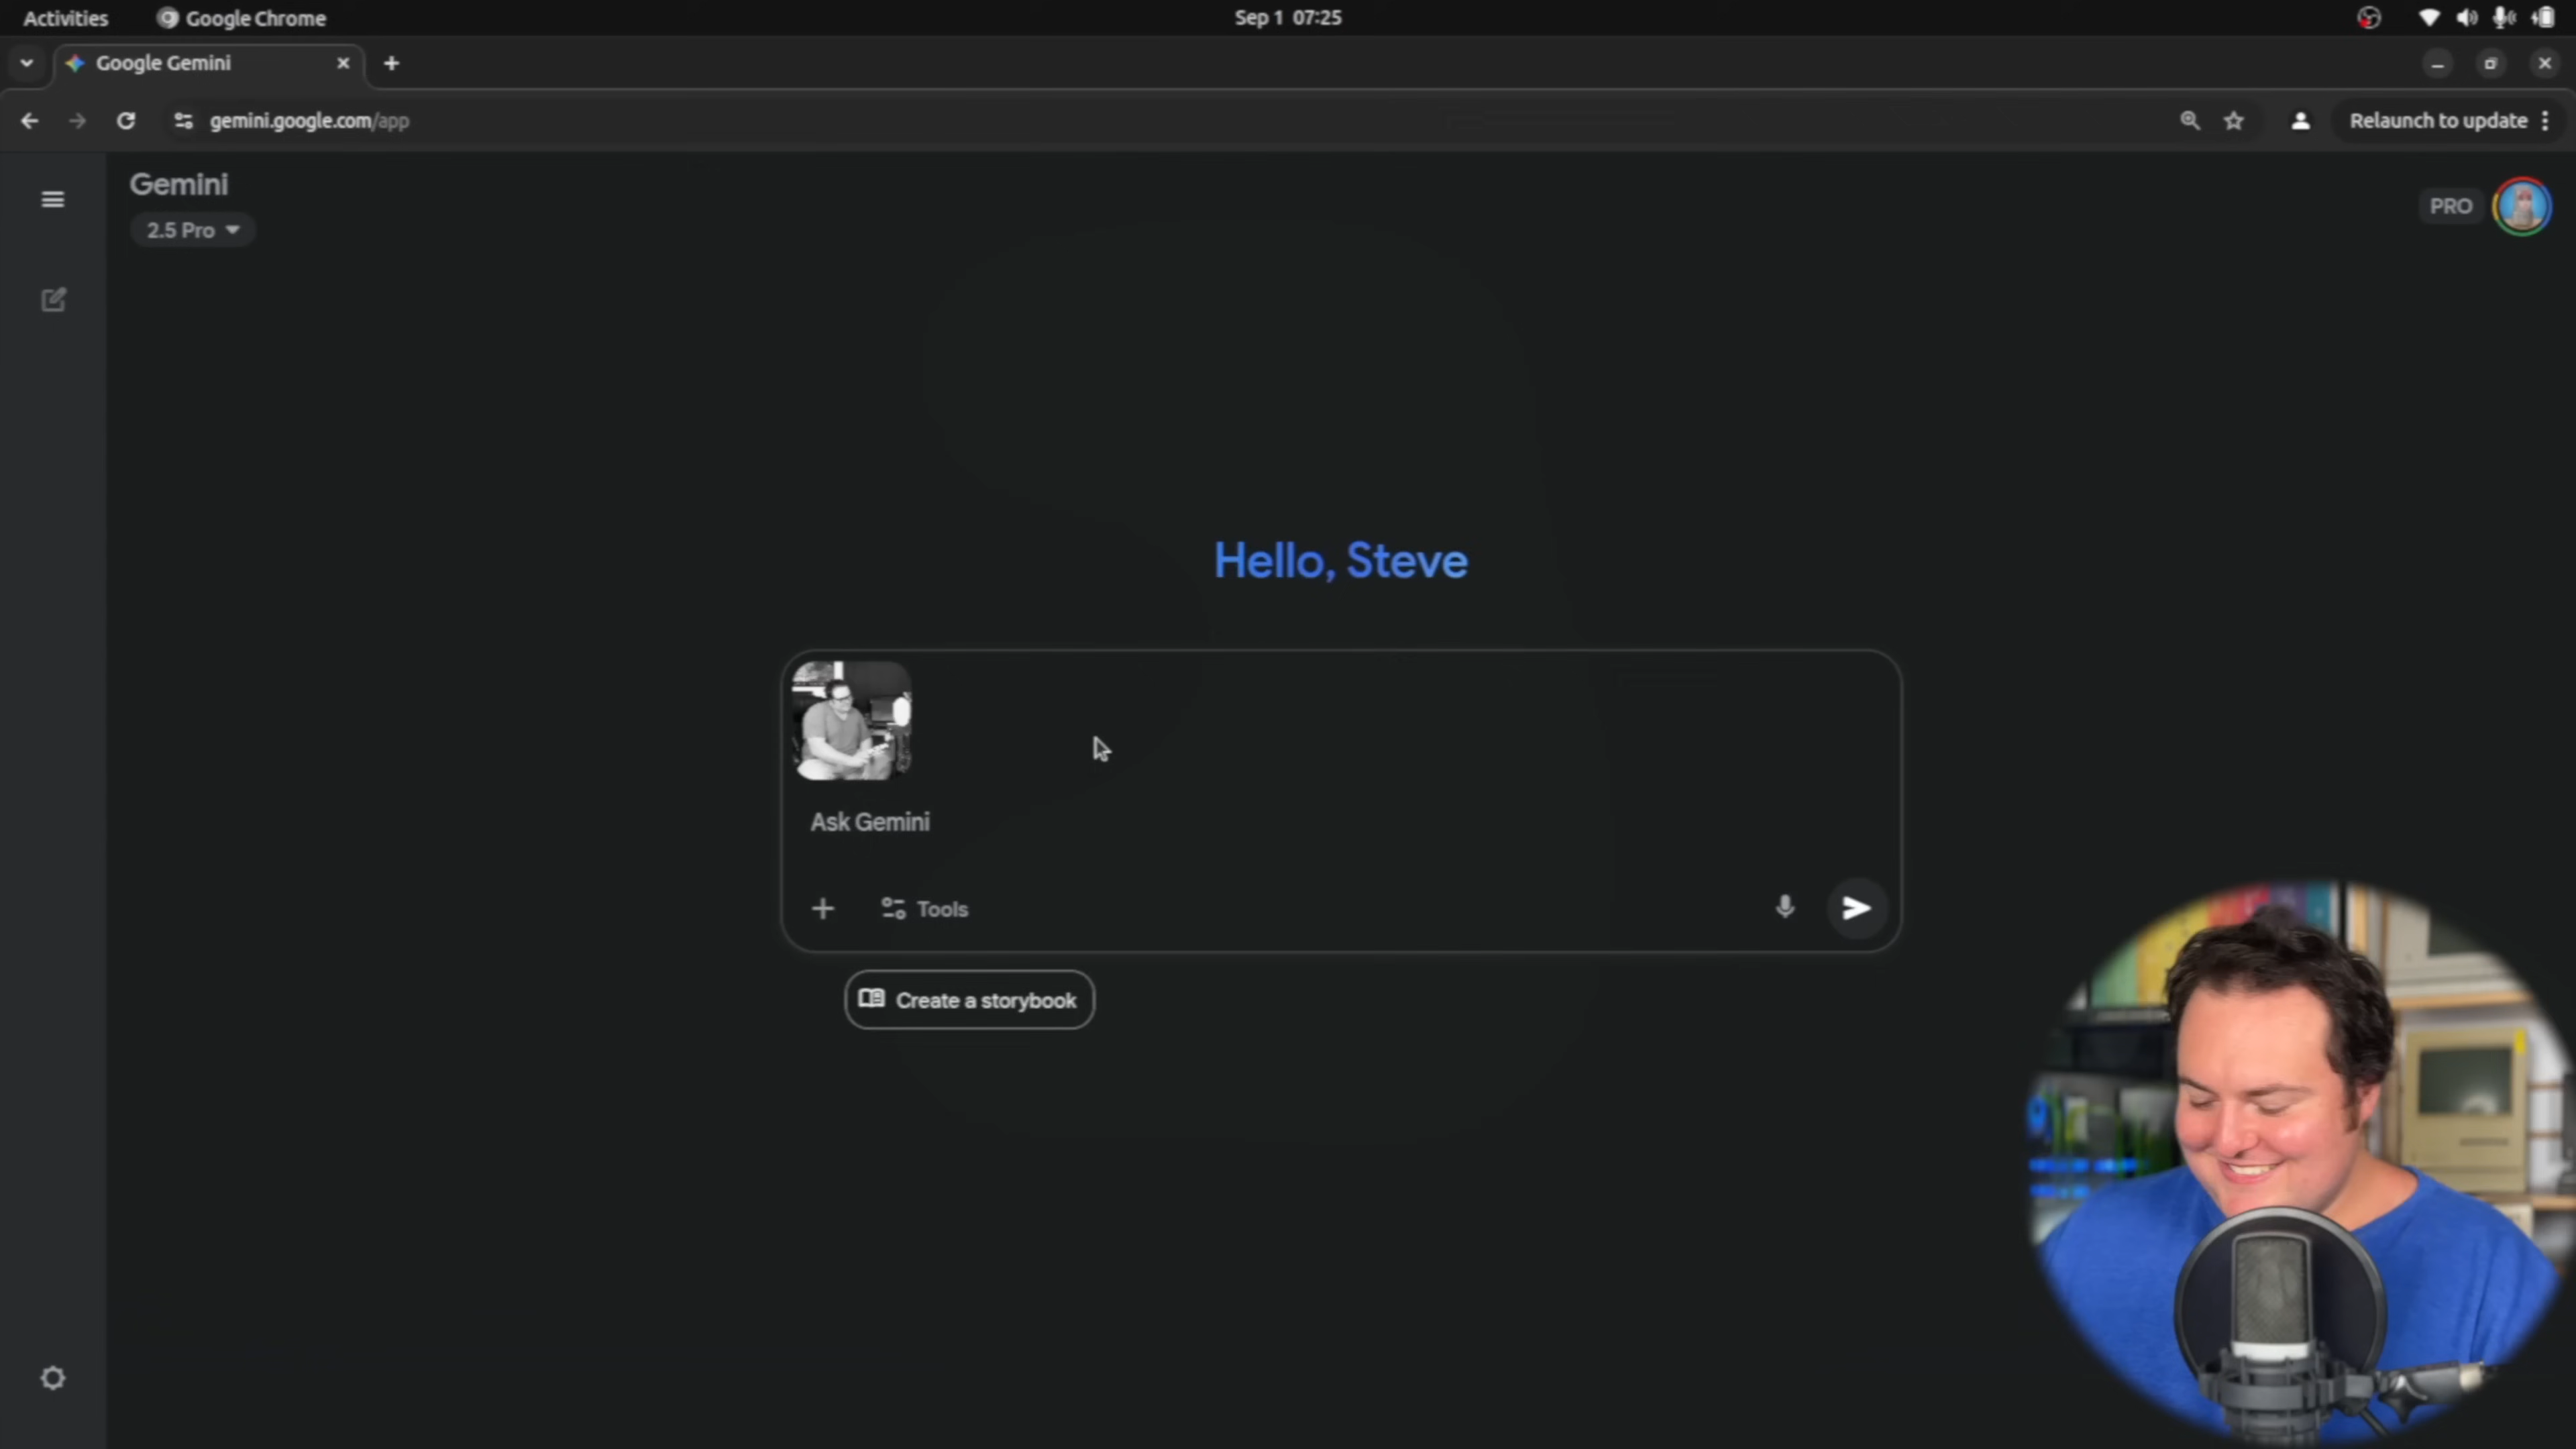 Activities Google Chrome Sep 1 07:25
Google Gemini
gemini.google.com/app Relaunch to update
Gemini
2.5 Pro PRO
Hello, Steve
Ask Gemini
Tools
Create a storybook